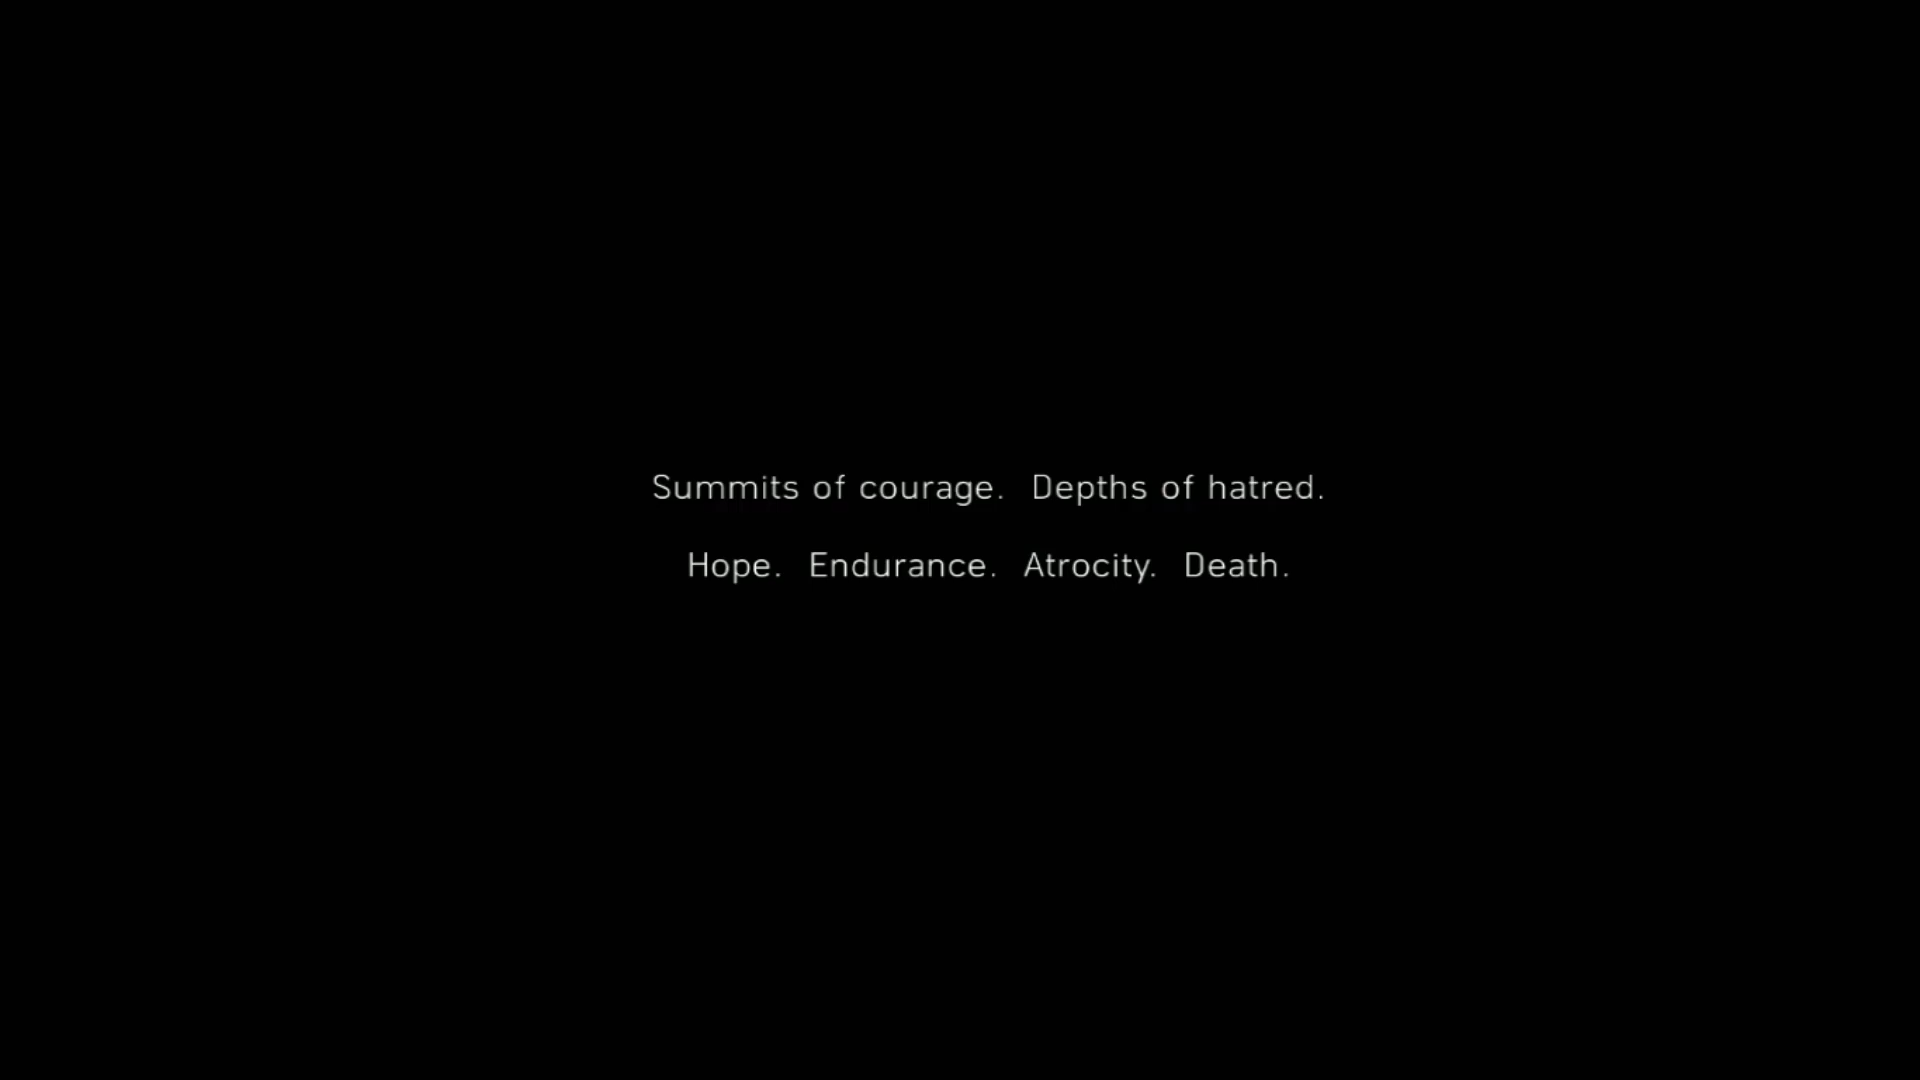 Summits of courage. Depths of hatred.
Hope. Endurance. Atrocity. Death.